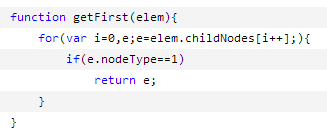 function getFirst(elem){
    for(var i=0,e;e=elem.childNodes[i++];){
        if(e.nodeType==1)
            return e;
    }
}